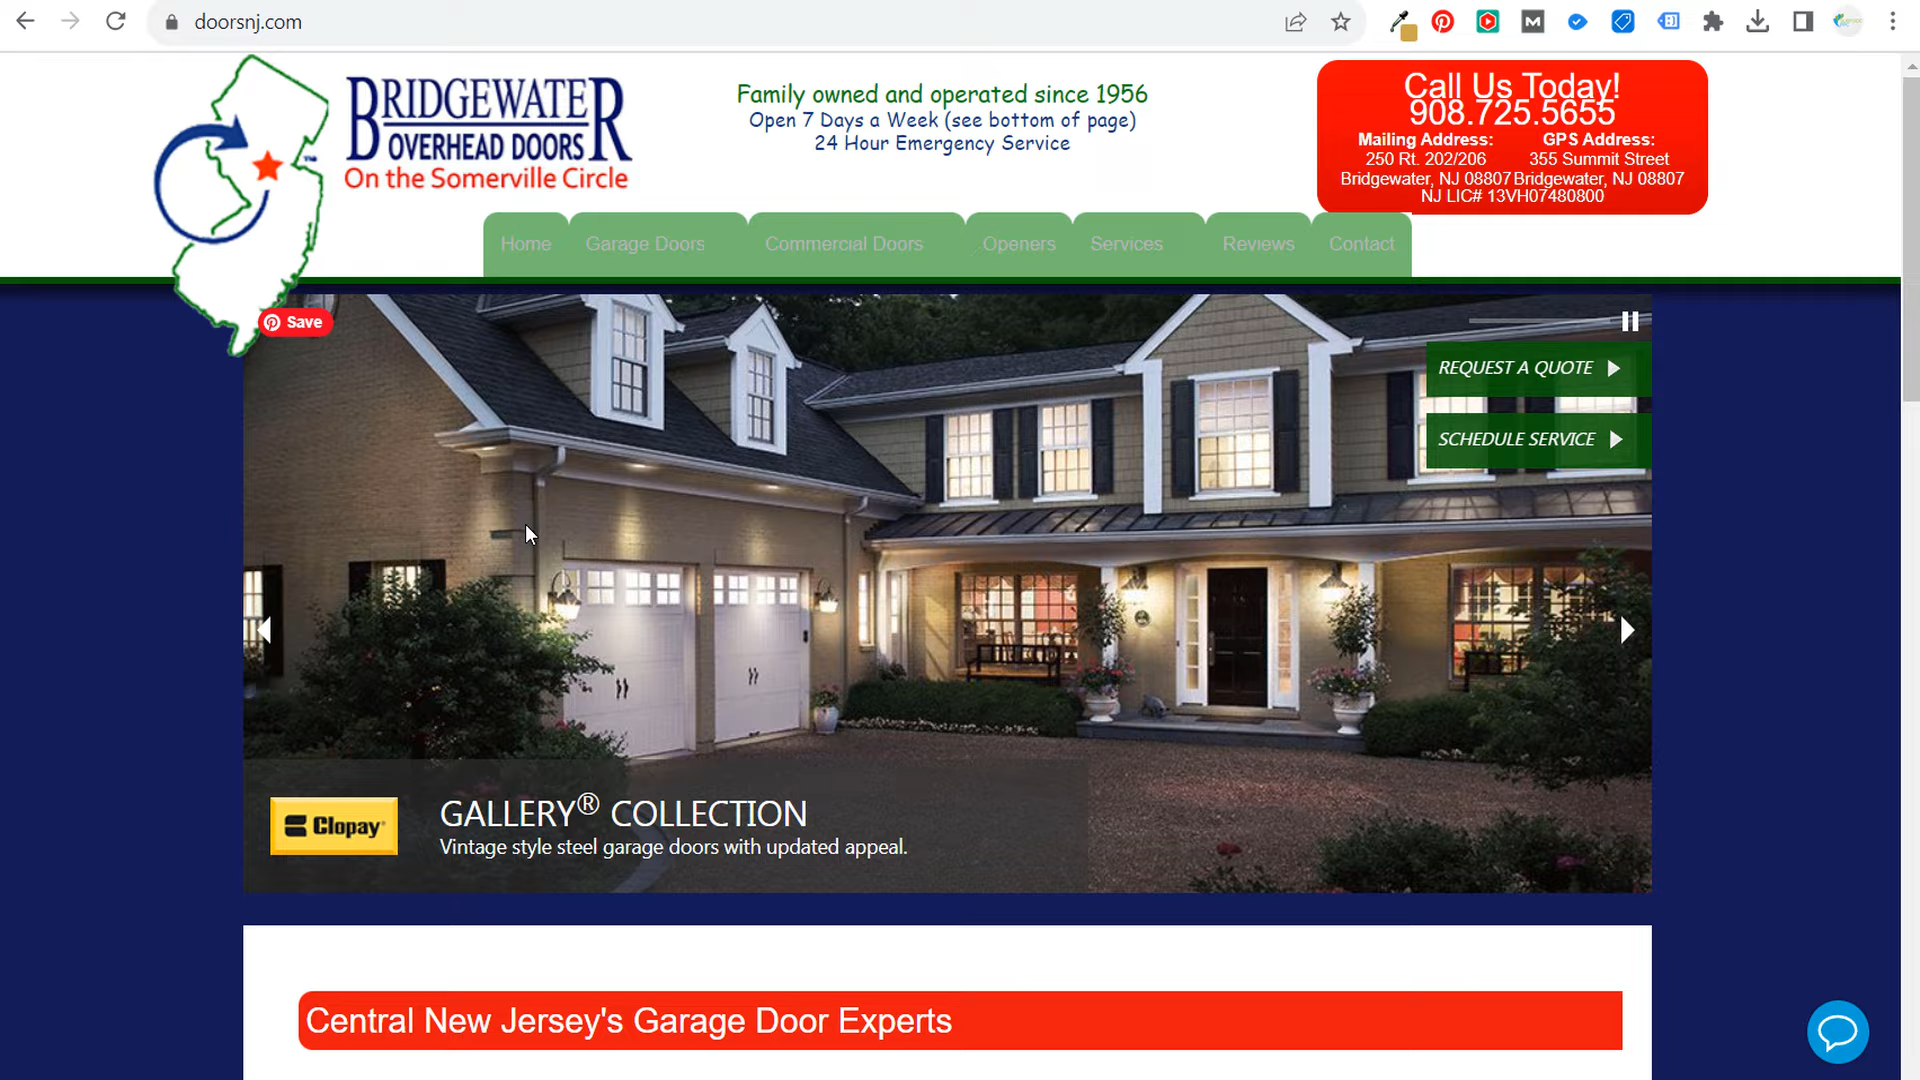 doorsnj.com
BRIDGEWATER
OVERHEAD DOORS
On the Somerville Circle
™
Family owned and operated since 1956
Open 7 Days a Week (see bottom of page)
24 Hour Emergency Service
Call Us Today!
908.725.5655
Mailing Address: GPS Address:
250 Rt. 202/206 355 Summit Street
Bridgewater, NJ 08807 Bridgewater, NJ 08807
NJ LIC# 13VH07480800
Home Garage Doors Commercial Doors Openers Services Reviews Contact
Save
REQUEST A QUOTE
SCHEDULE SERVICE
Clopay®
GALLERY® COLLECTION
Vintage style steel garage doors with updated appeal.
Central New Jersey's Garage Door Experts